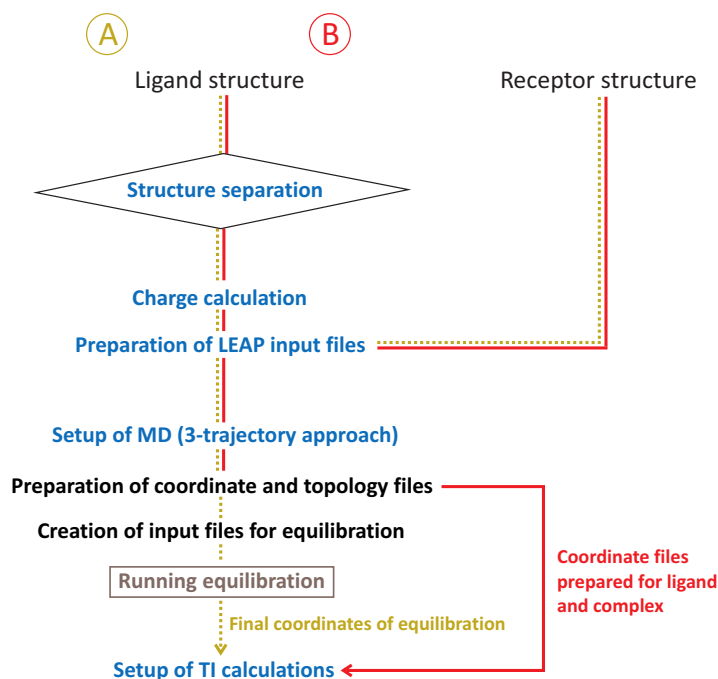 A
B
Ligand structure
Receptor structure
Structure separation
Charge calculation
Preparation of LEAP input files
Setup of MD (3-trajectory approach)
Preparation of coordinate and topology files
Creation of input files for equilibration
Running equilibration
Coordinate files
prepared for ligand
and complex
Final coordinates of equilibration
Setup of TI calculations